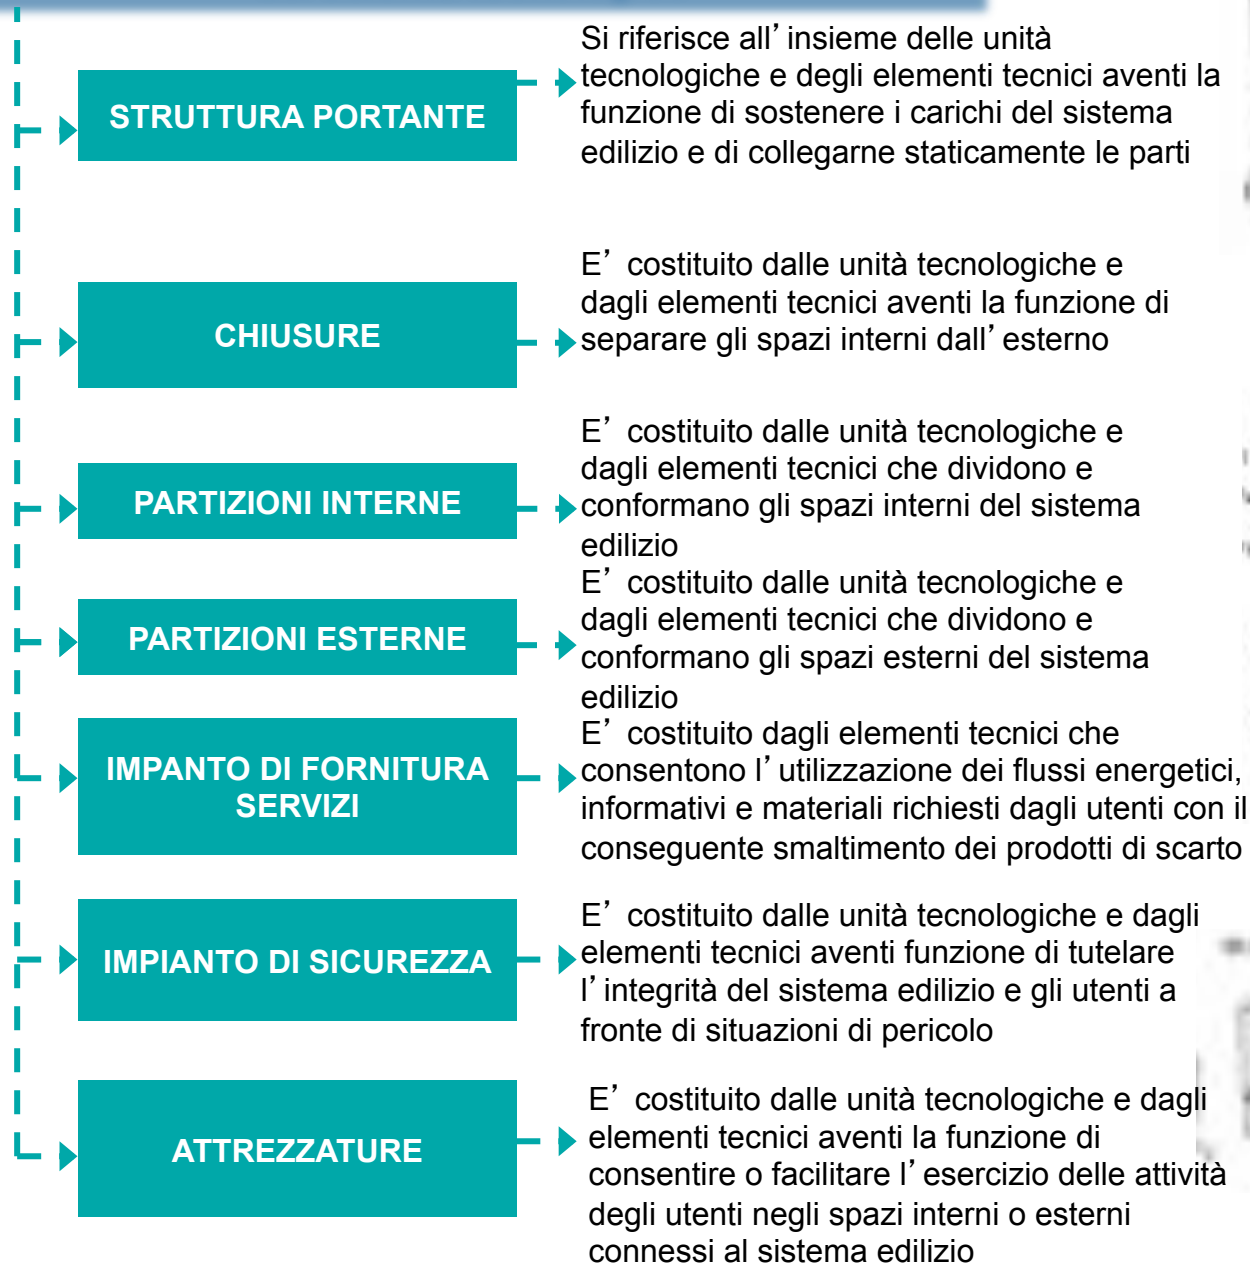 STRUTTURA PORTANTE
Si riferisce all’insieme delle unità
tecnologiche e degli elementi tecnici aventi la
funzione di sostenere i carichi del sistema
edilizio e di collegarne staticamente le parti
CHIUSURE
E’ costituito dalle unità tecnologiche e
dagli elementi tecnici aventi la funzione di
separare gli spazi interni dall’esterno
PARTIZIONI INTERNE
E’ costituito dalle unità tecnologiche e
dagli elementi tecnici che dividono e
conformano gli spazi interni del sistema
edilizio
PARTIZIONI ESTERNE
E’ costituito dalle unità tecnologiche e
dagli elementi tecnici che dividono e
conformano gli spazi esterni del sistema
edilizio
IMPANTO DI FORNITURA
SERVIZI
E’ costituito dagli elementi tecnici che
consentono l’utilizzazione dei flussi energetici,
informativi e materiali richiesti dagli utenti con il
conseguente smaltimento dei prodotti di scarto
IMPIANTO DI SICUREZZA
E’ costituito dalle unità tecnologiche e dagli
elementi tecnici aventi funzione di tutelare
l’integrità del sistema edilizio e gli utenti a
fronte di situazioni di pericolo
ATTREZZATURE
E’ costituito dalle unità tecnologiche e dagli
elementi tecnici aventi la funzione di
consentire o facilitare l’esercizio delle attività
degli utenti negli spazi interni o esterni
connessi al sistema edilizio